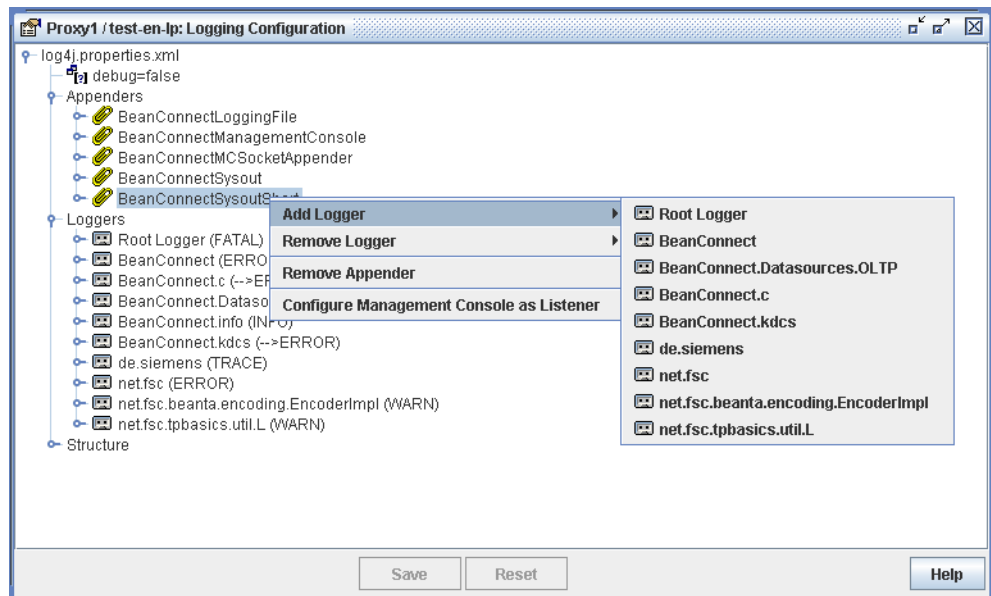 Proxy1 / test-en-lp: Logging Configuration
log4j.properties.xml
debug=false
Appenders
BeanConnectLoggingFile
BeanConnectManagementConsole
BeanConnectMCSocketAppender
BeanConnectSysout
BeanConnectSysoutShort
Loggers
Root Logger (FATAL)
BeanConnect (ERRO
BeanConnect.c (-->ER
BeanConnect.Dataso
BeanConnect.info (INFO)
BeanConnect.kdcs (-->ERROR)
de.siemens (TRACE)
net.fsc (ERROR)
net.fsc.beanta.encoding.EncoderImpl (WARN)
net.fsc.tpbasics.util.L (WARN)
Structure
Add Logger
Remove Logger
Remove Appender
Configure Management Console as Listener
Root Logger
BeanConnect
BeanConnect.Datasources.OLTP
BeanConnect.c
BeanConnect.kdcs
de.siemens
net.fsc
net.fsc.beanta.encoding.EncoderImpl
net.fsc.tpbasics.util.L
Save Reset Help